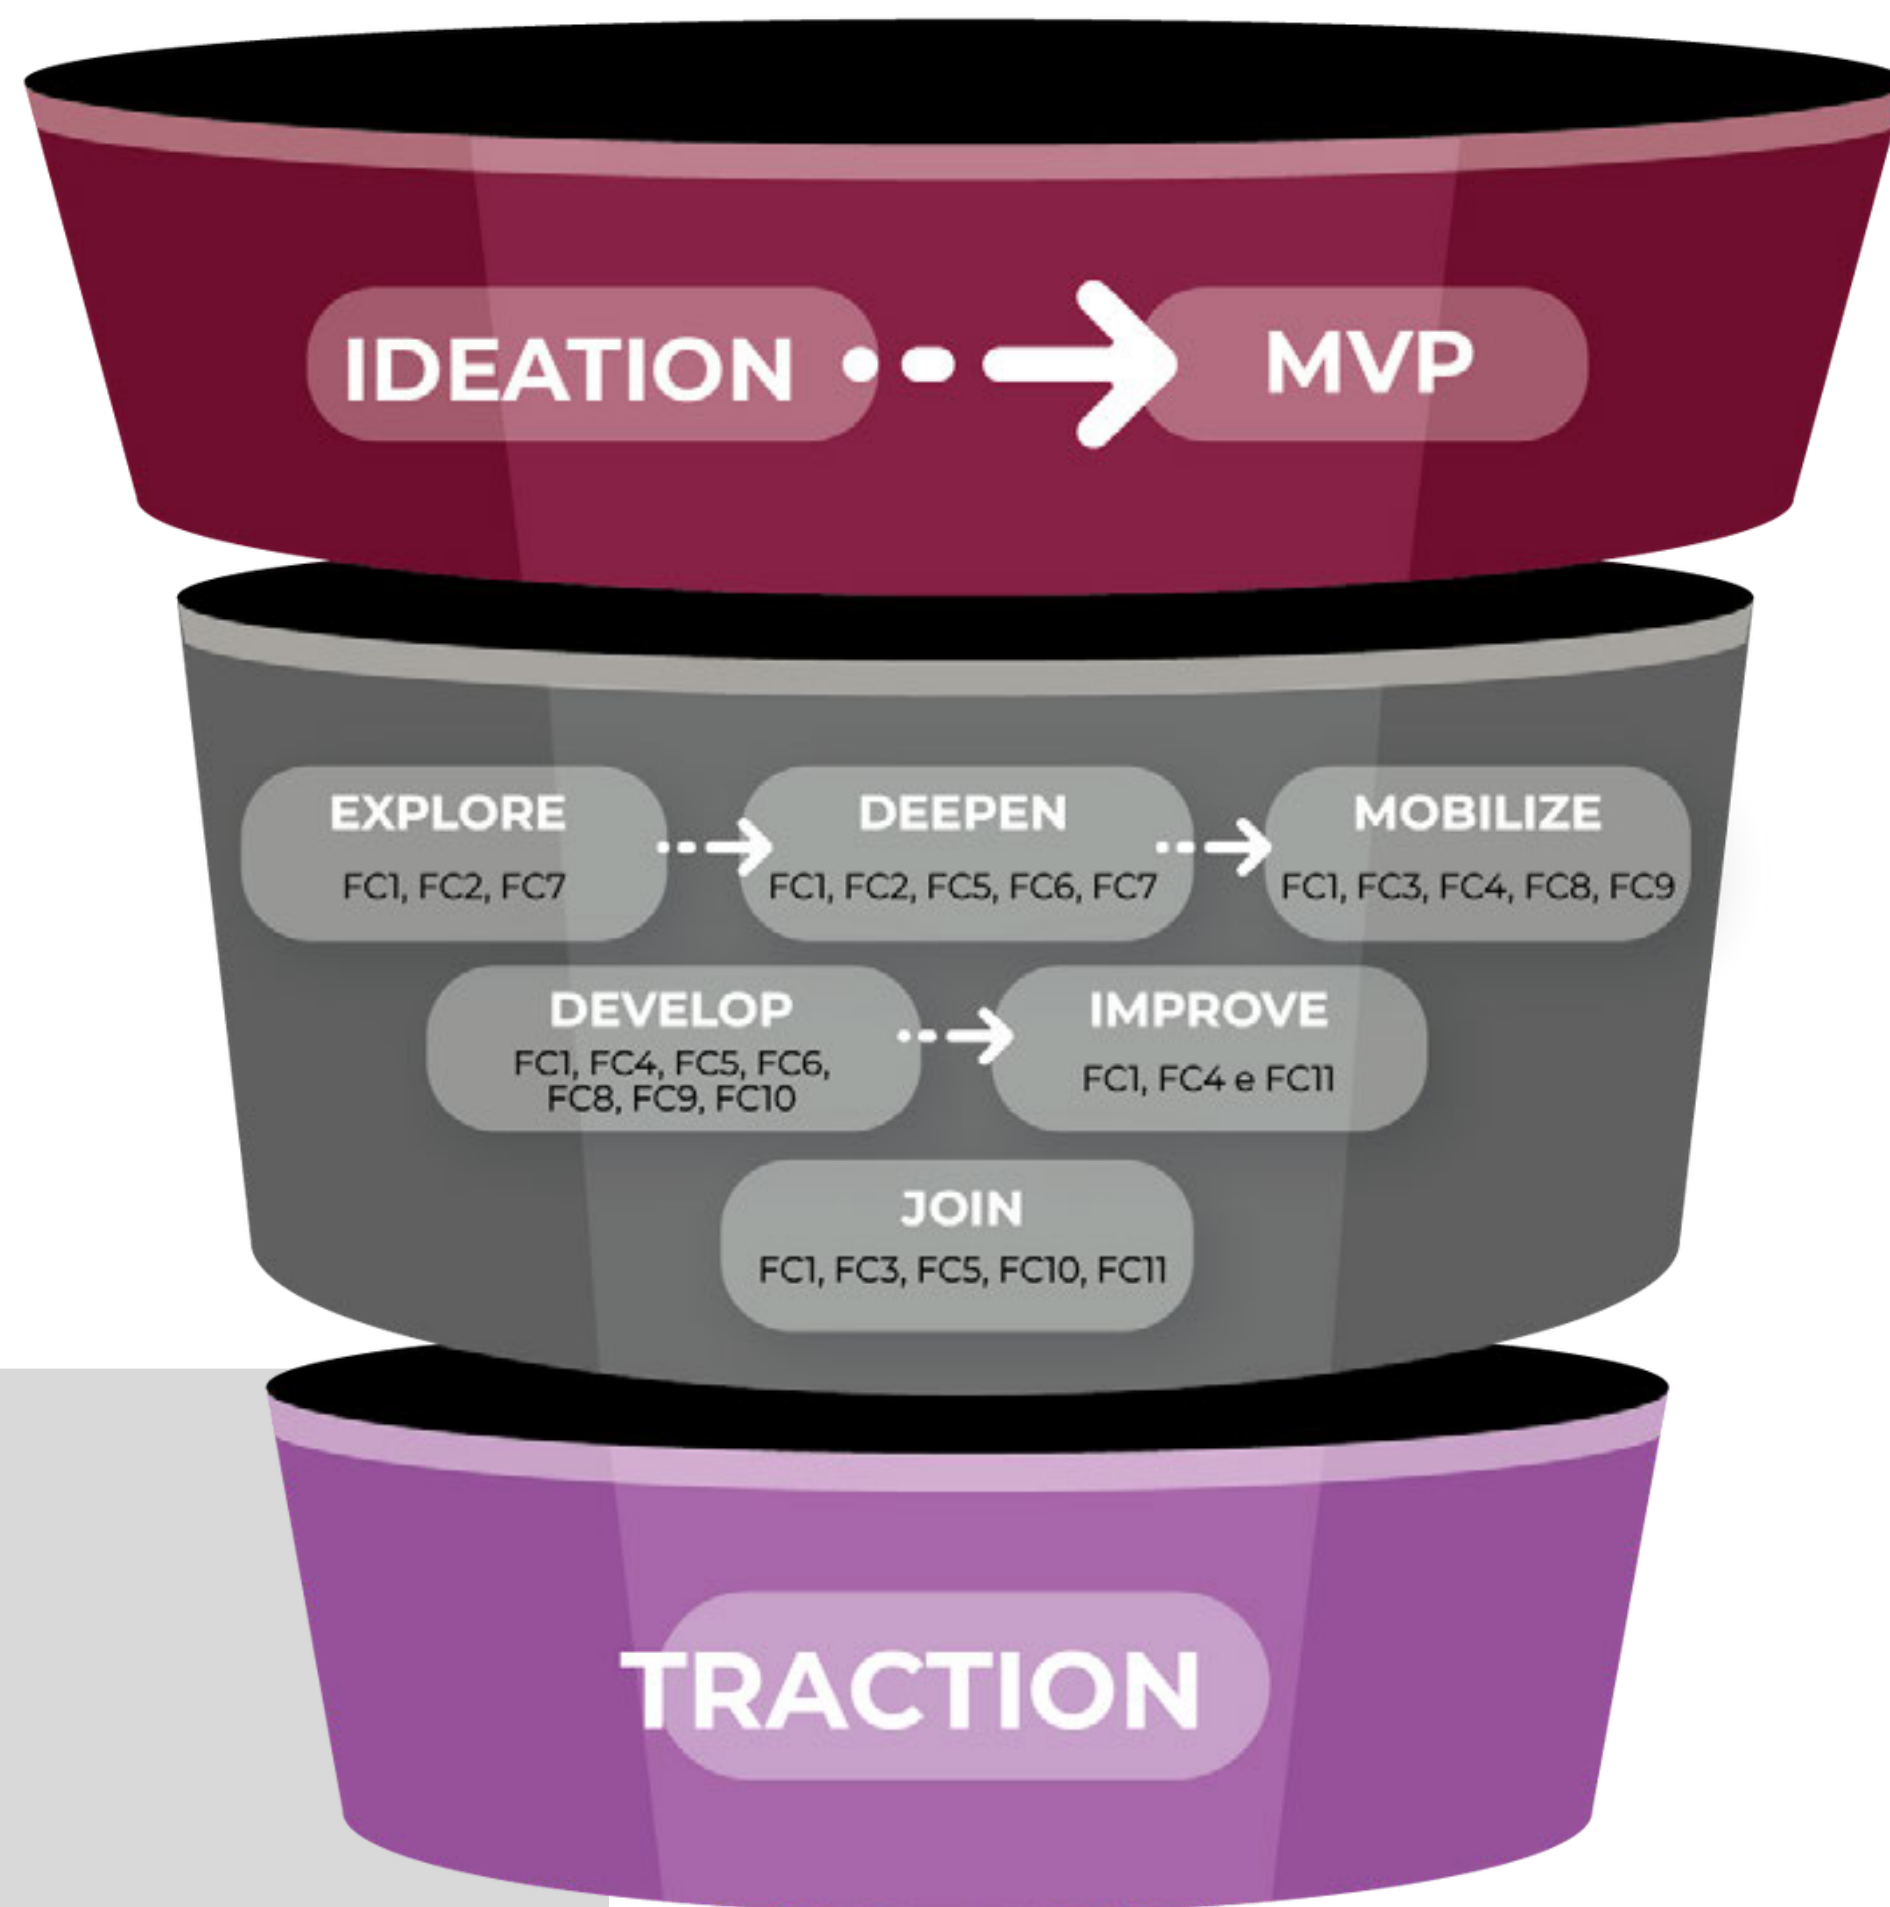 IDEATION MVP
EXPLORE DEEPEN MOBILIZE
FC1, FC2, FC7 FC1, FC2, FC5, FC6, FC7 FC1, FC3, FC4, FC8, FC9
DEVELOP IMPROVE
FC1, FC4, FC5, FC6,
FC8, FC9, FC10
FC1, FC4 e FC11
JOIN
FC1, FC3, FC5, FC10, FC11
TRACTION